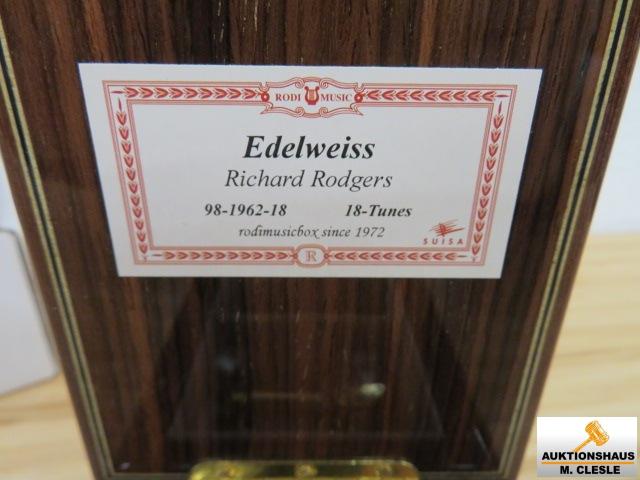 RODI MUSIC
Edelweiss
Richard Rodgers
98-1962-18 18-Tunes
rodimusicbox since 1972
SUISA
R
AUKTIONSHAUS
M. CLESLE